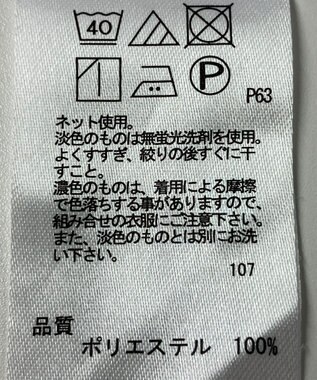 40
P
P63
ネット使用。
淡色のものは無蛍光洗剤を使用。
よくすすぎ、絞りの後すぐに干
すこと。
濃色のものは、着用による摩擦
で色落ちする事がありますので、
組み合せの衣服にご注意下さい。
また、淡色のものとは別にお洗
い下さい。
107
品質
ポリエステル 100%